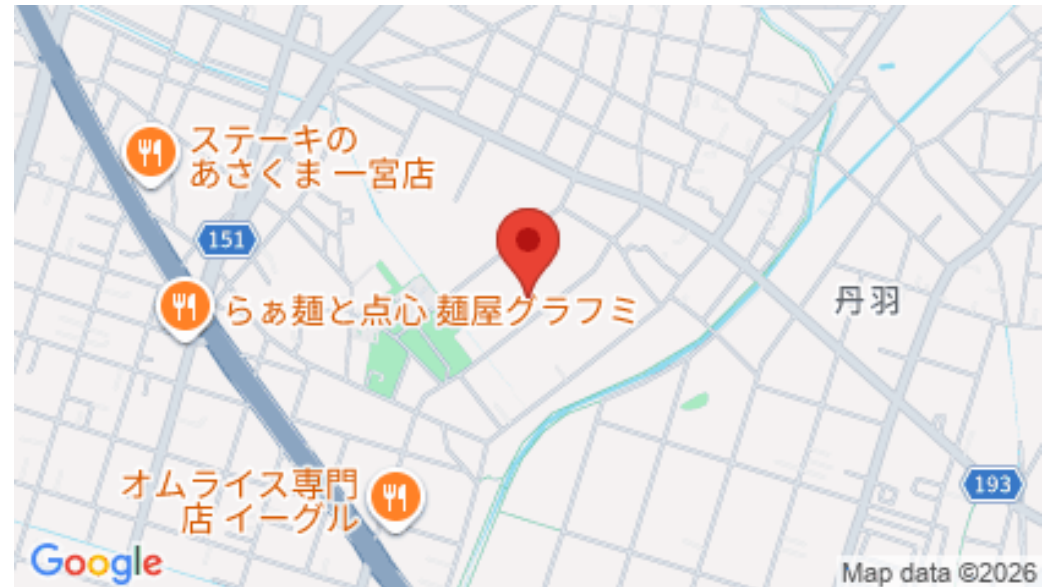 ステーキの
あさくま 一宮店
151
らぁ麺と点心 麺屋グラフミ
丹羽
オムライス専門
店 イーグル
193
Google
Map data ©2026